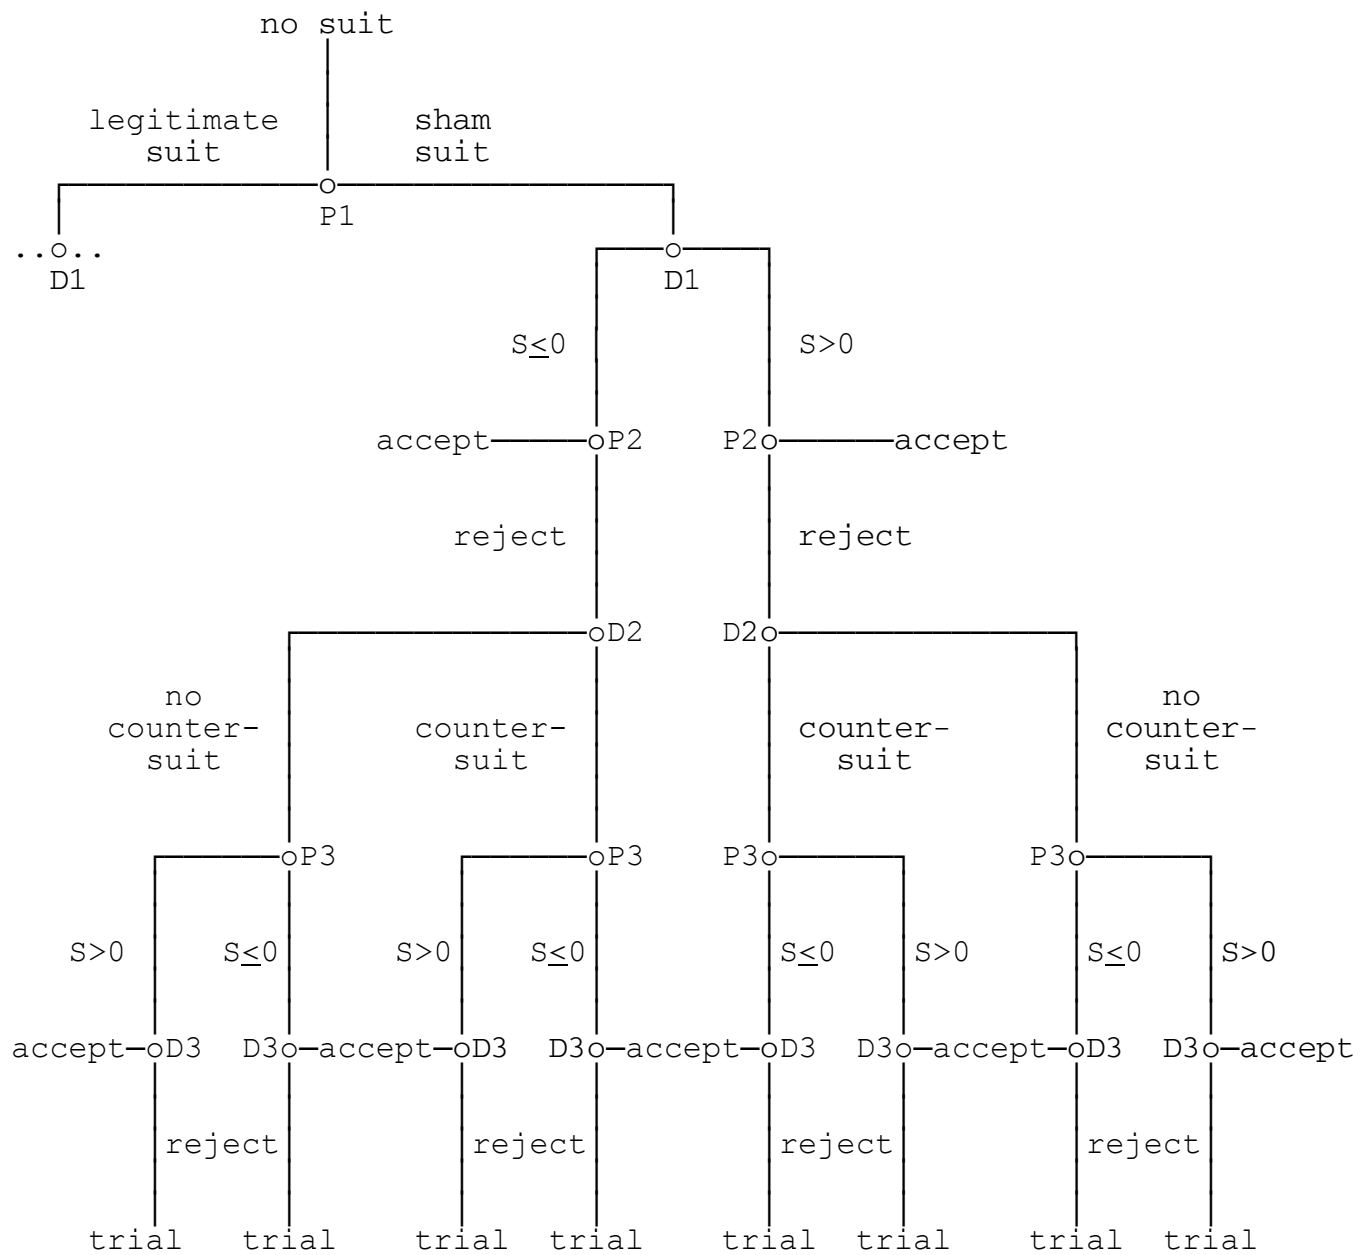 no suit
legitimate sham
suit suit
P1
..○..
D1 D1
S≤0 S>0
accept P2 P2 accept
reject reject
D2 D2
no no
counter- counter- counter- counter-
suit suit suit suit
P3 P3 P3 P3
S>0 S≤0 S>0 S≤0 S≤0 S>0 S≤0 S>0
accept D3 D3 accept D3 D3 accept D3 D3 accept D3 D3 accept
reject reject reject reject
trial trial trial trial trial trial trial trial